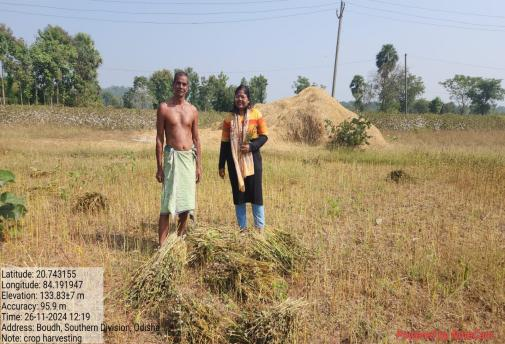 Latitude: 20.743155
Longitude: 84.191947
Elevation: 133.83±7 m
Accuracy: 95.9 m
Time: 26-11-2024 12:19
Address: Boudh, Southern Division, Odisha
Note: crop harvesting
Powered by NoteCam